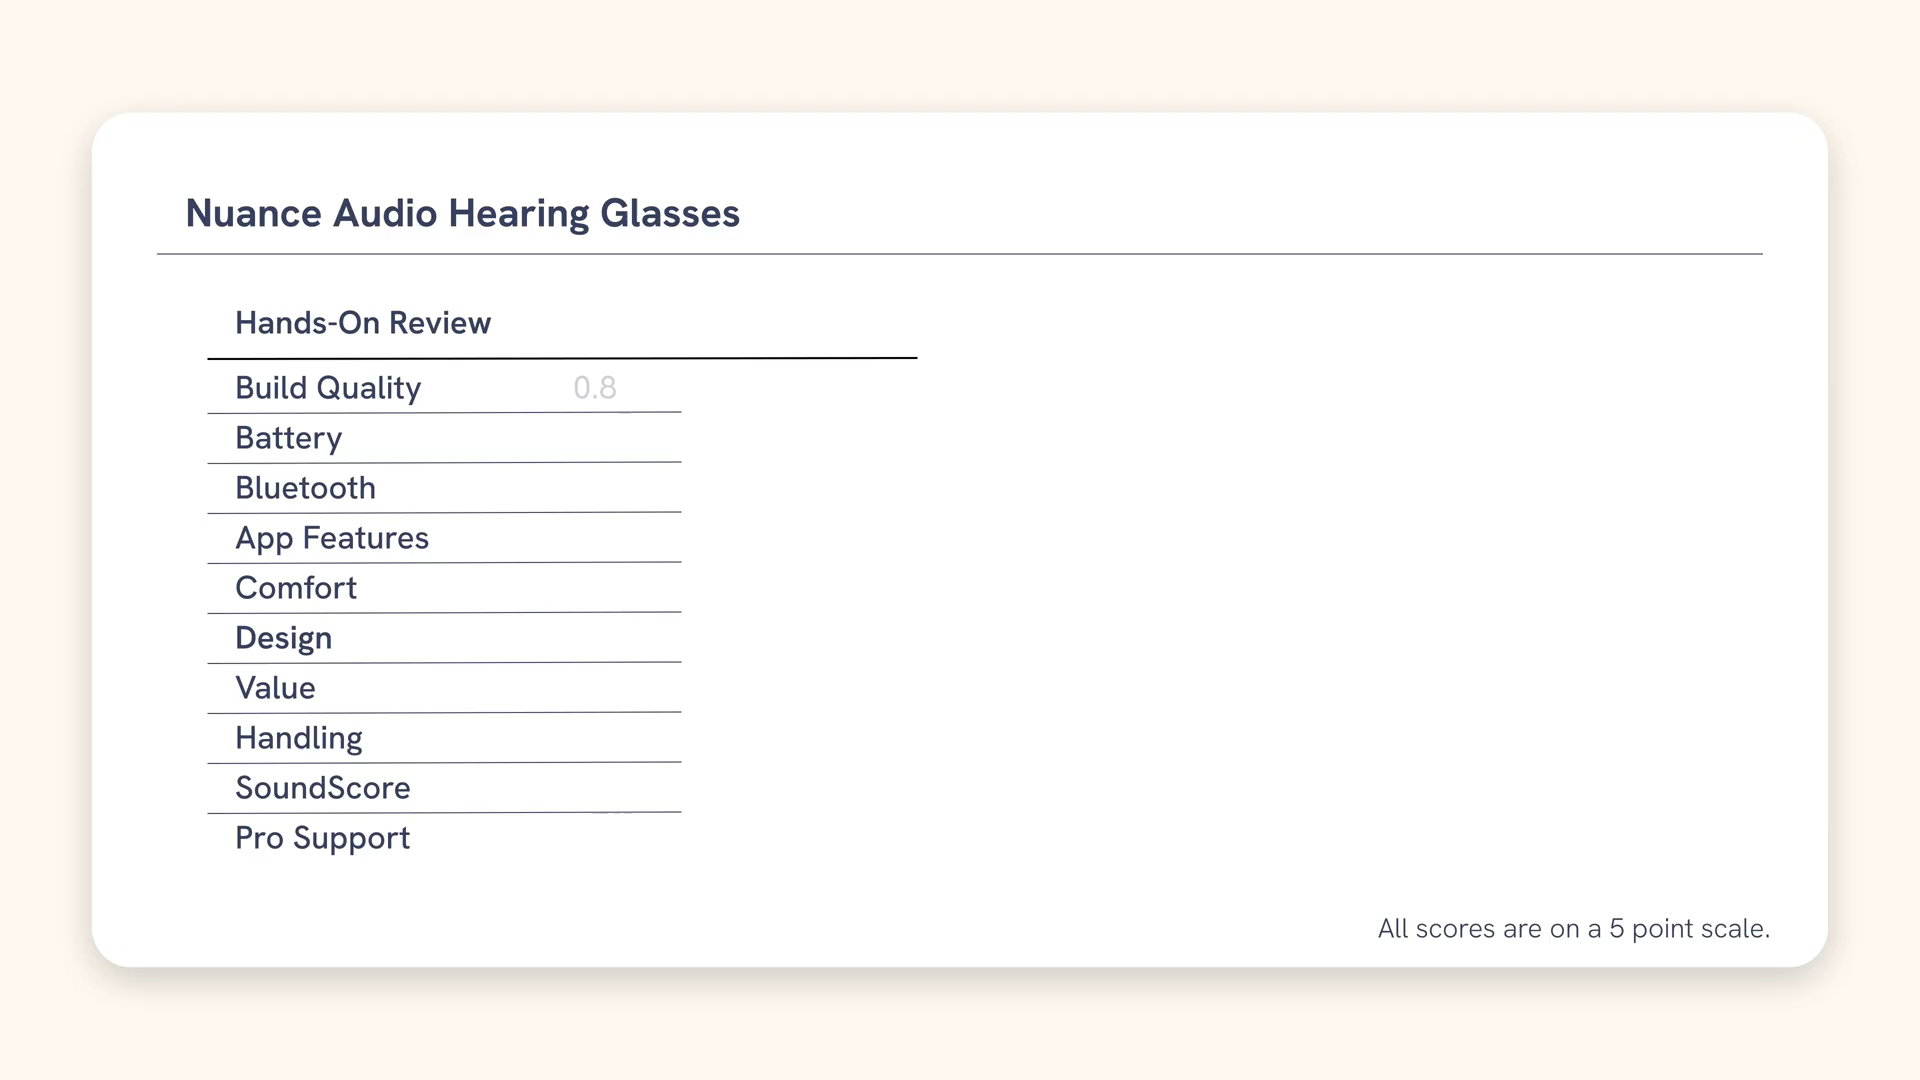 Nuance Audio Hearing Glasses
Hands-On Review
Build Quality 0.8
Battery
Bluetooth
App Features
Comfort
Design
Value
Handling
SoundScore
Pro Support
All scores are on a 5 point scale.